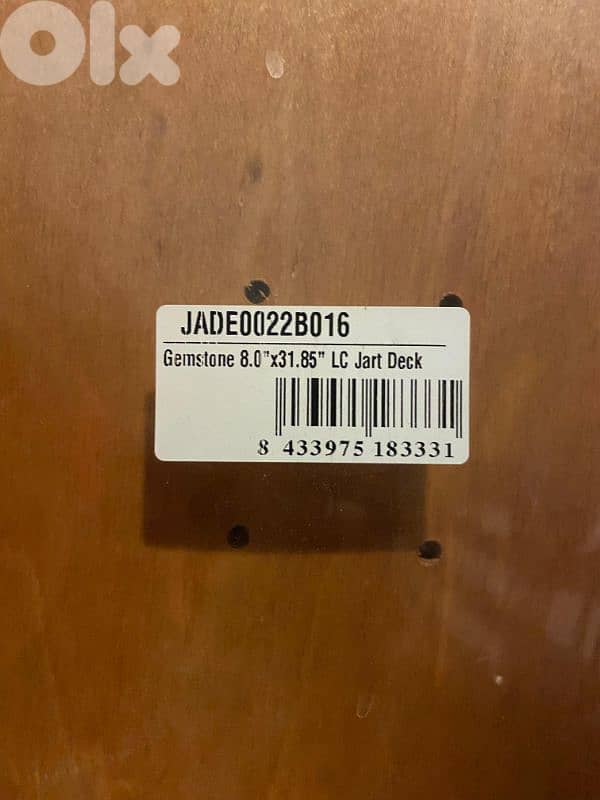 Olx
JADE0022B016
Gemstone 8.0"x31.85" LC Jart Deck
8 433975 183331